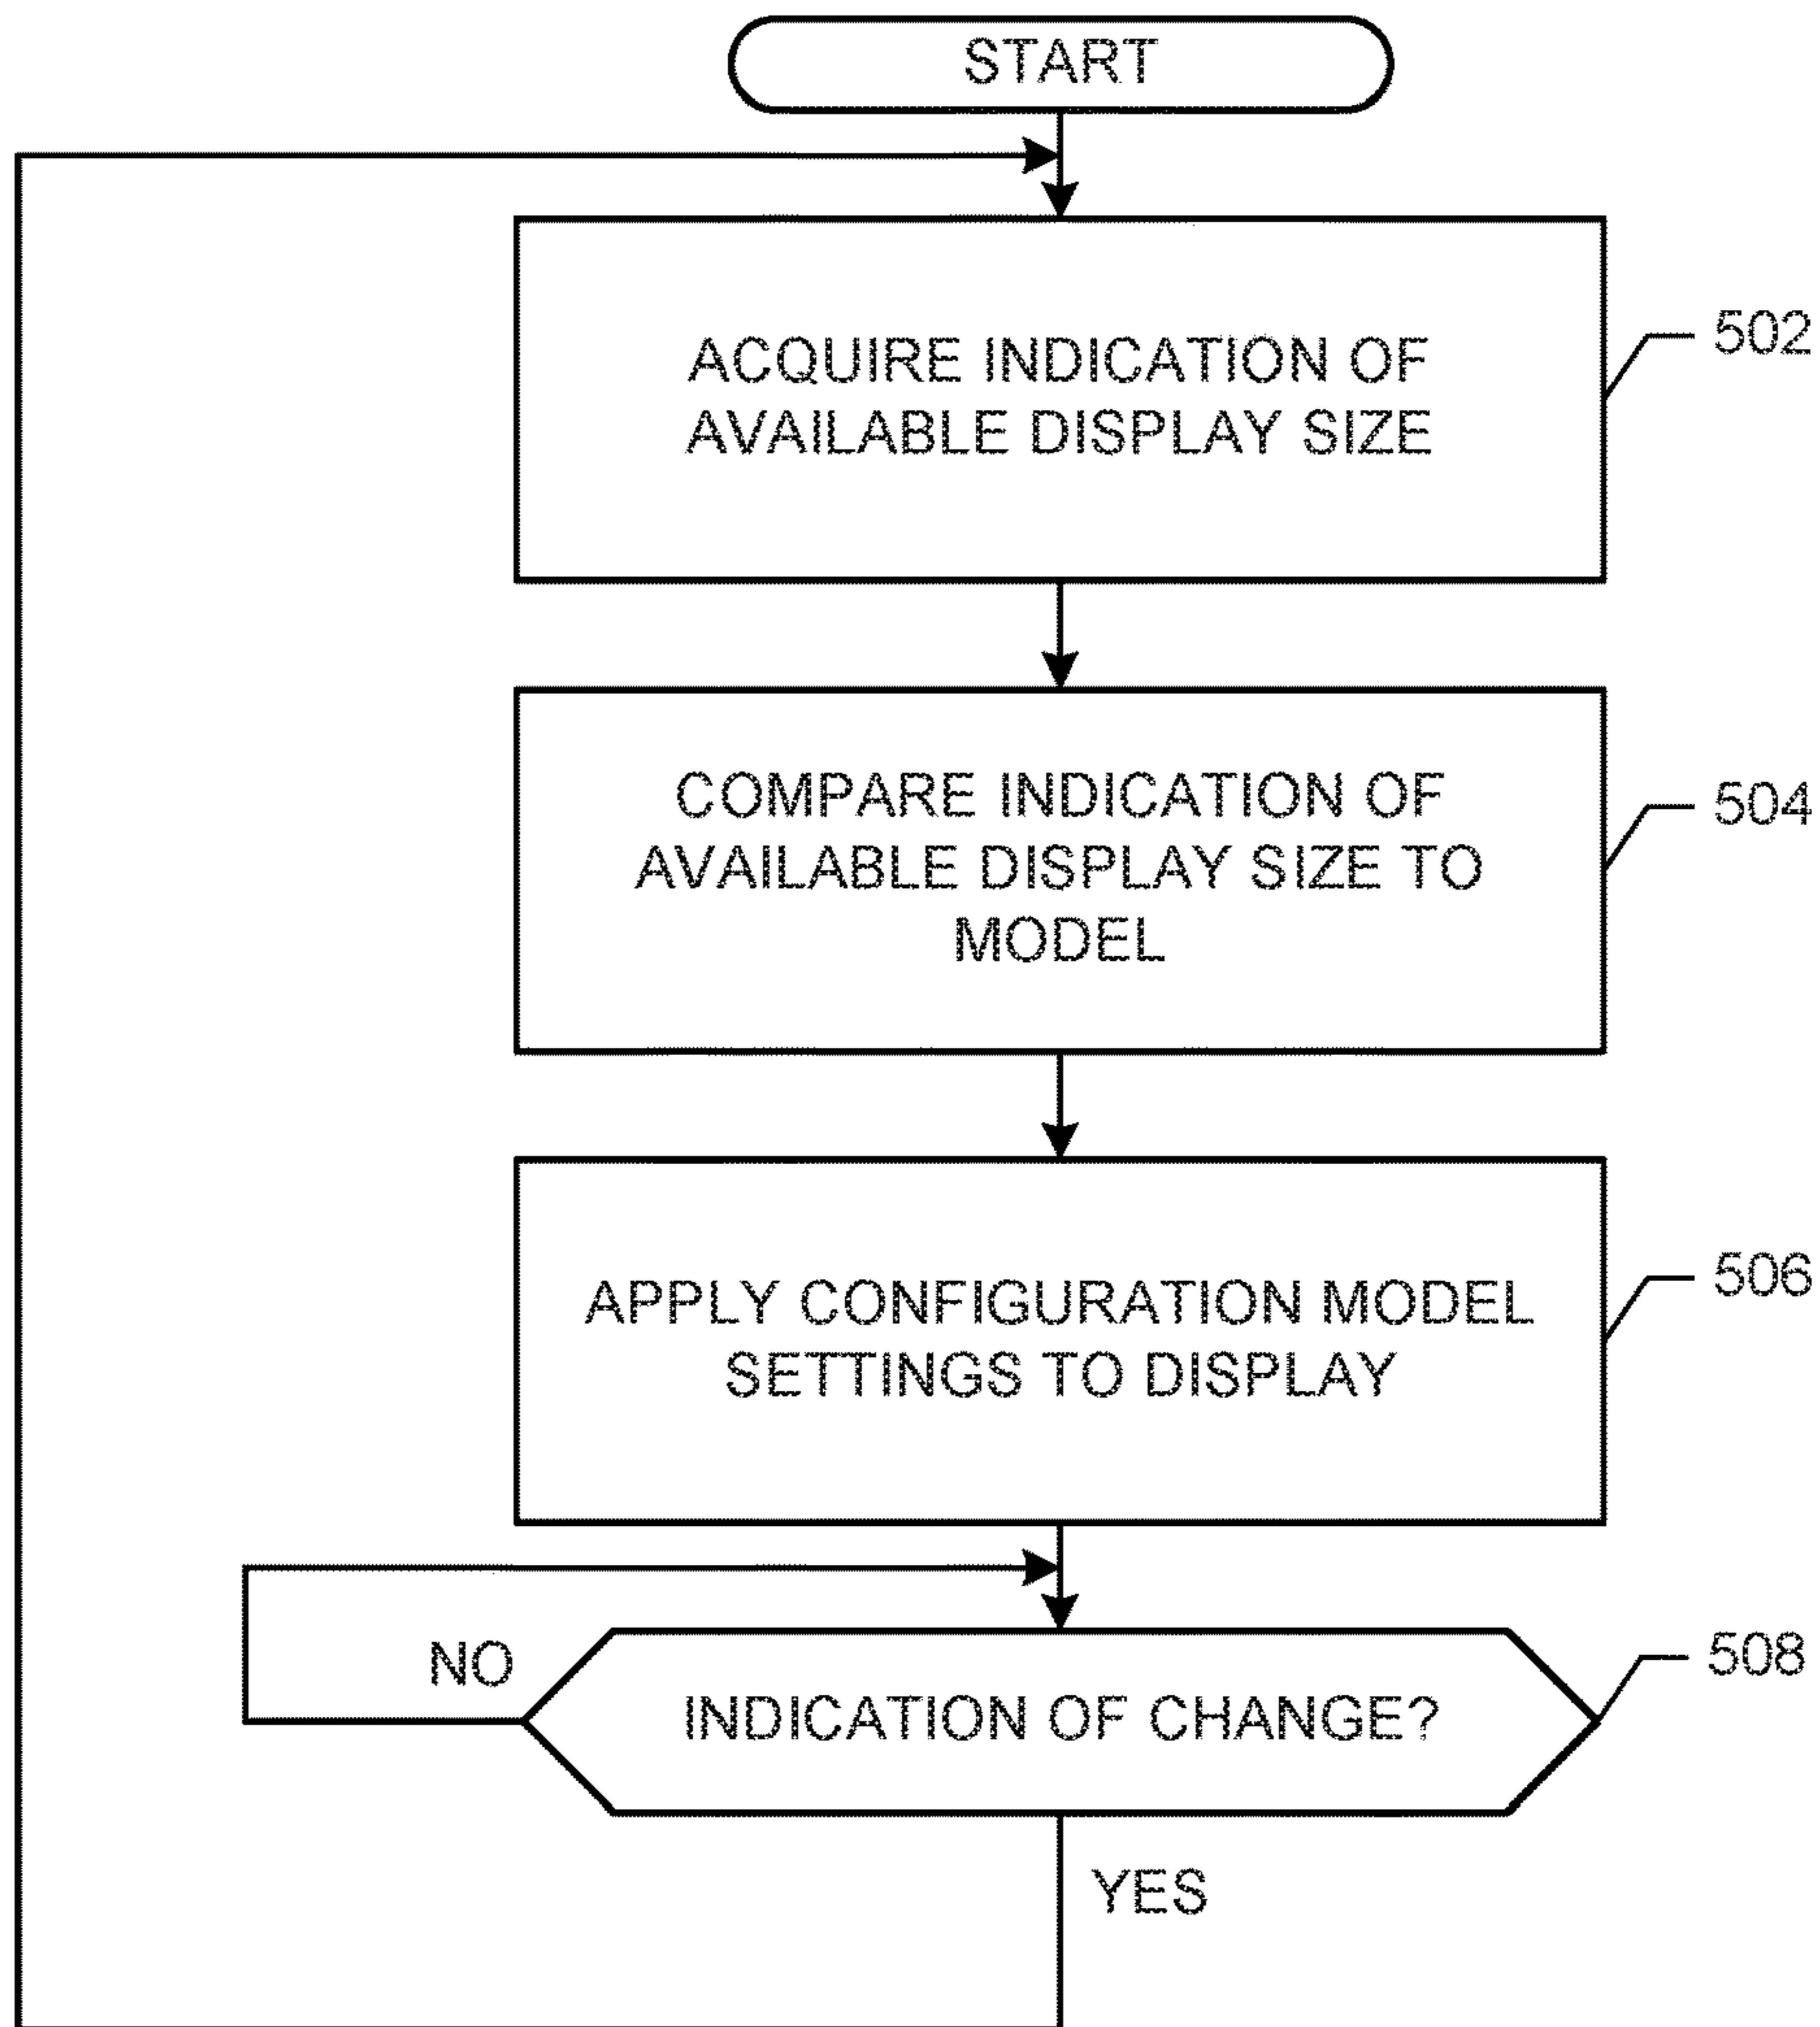 START
ACQUIRE INDICATION OF
AVAILABLE DISPLAY SIZE
502
COMPARE INDICATION OF
AVAILABLE DISPLAY SIZE TO
MODEL
504
APPLY CONFIGURATION MODEL
SETTINGS TO DISPLAY
506
NO
INDICATION OF CHANGE?
508
YES